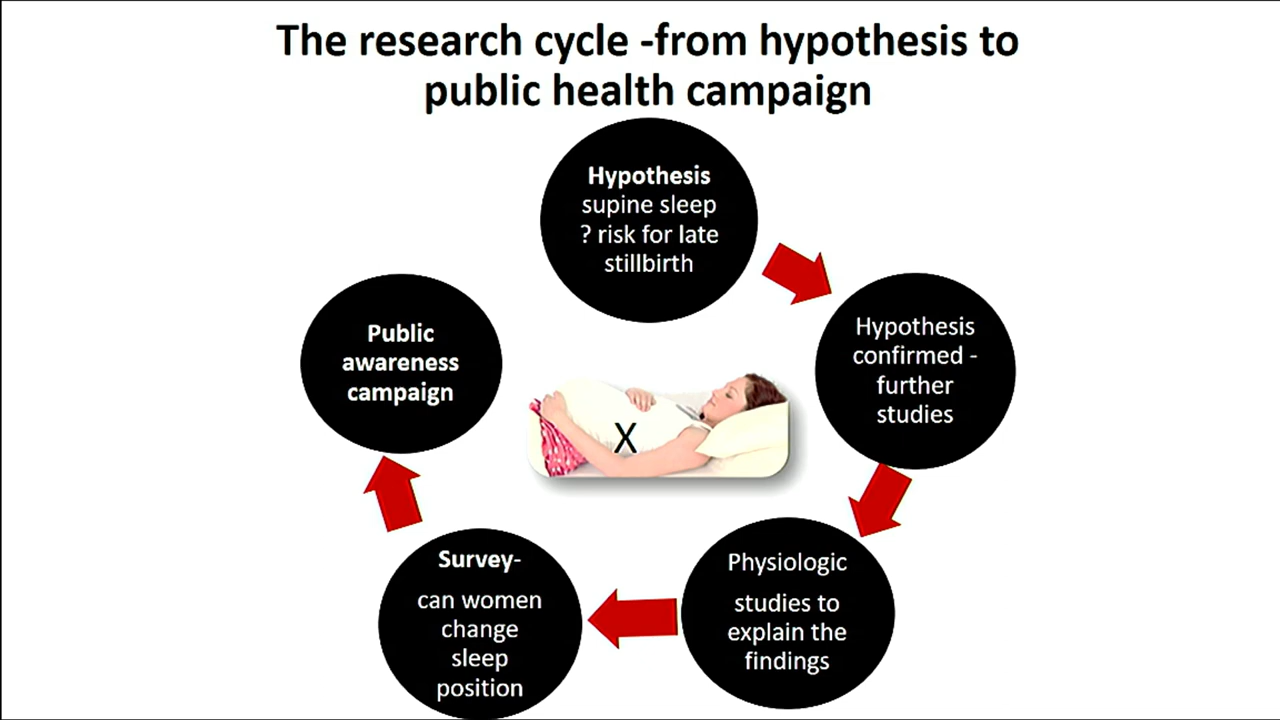 The research cycle -from hypothesis to
public health campaign
Hypothesis
supine sleep
? risk for late
stillbirth
Hypothesis
confirmed -
further
studies
Physiologic
studies to
explain the
findings
Survey-
can women
change
sleep
position
Public
awareness
campaign
X